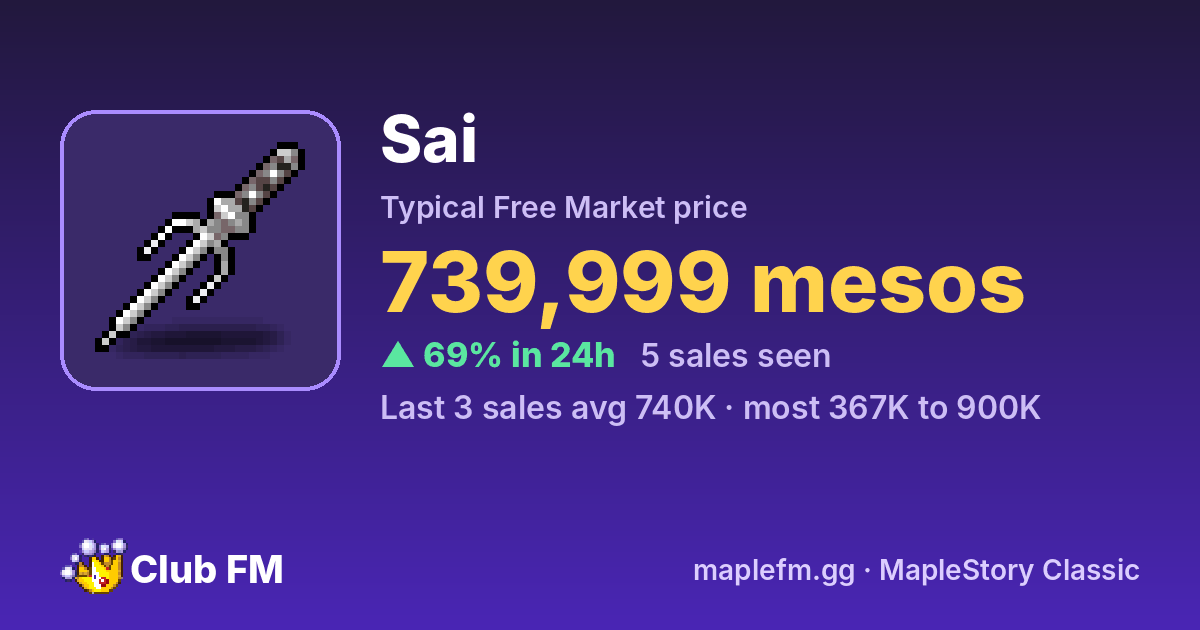 Sai
Typical Free Market price
739,999 mesos
▲ 69% in 24h 5 sales seen
Last 3 sales avg 740K · most 367K to 900K
Club FM
maplefm.gg · MapleStory Classic